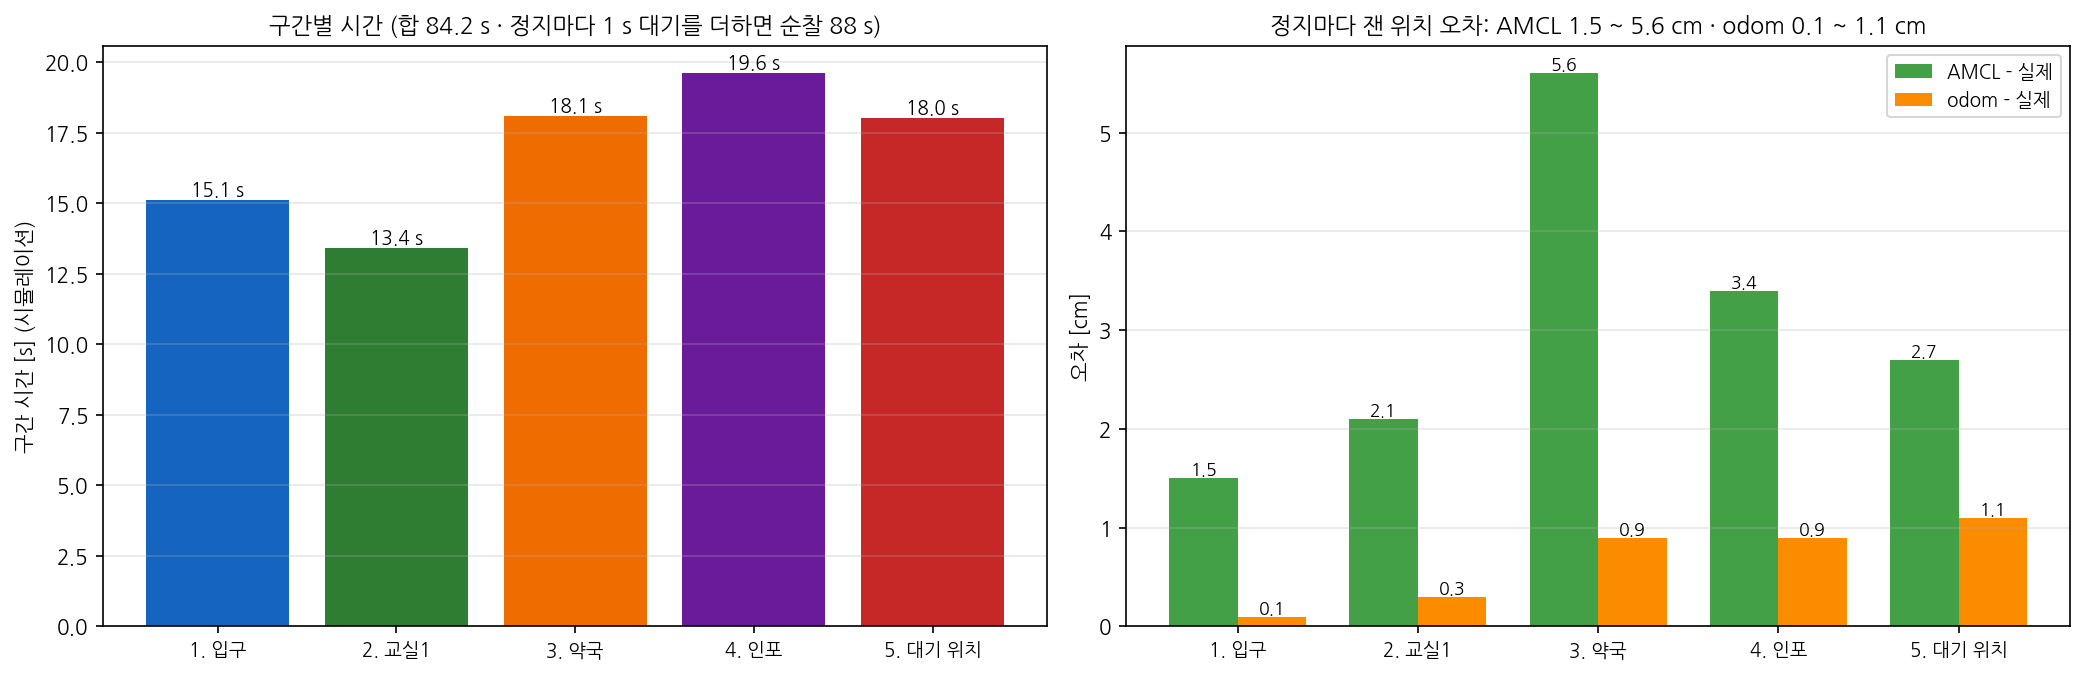 구간별 시간 (합 84.2 s · 정지마다 1 s 대기를 더하면 순찰 88 s)
구간 시간 [s] (시뮬레이션)
20.0
17.5
15.0
12.5
10.0
7.5
5.0
2.5
0.0
15.1 s
13.4 s
18.1 s
19.6 s
18.0 s
1. 입구
2. 교실1
3. 약국
4. 인포
5. 대기 위치
정지마다 잰 위치 오차: AMCL 1.5 ~ 5.6 cm · odom 0.1 ~ 1.1 cm
AMCL - 실제
odom - 실제
오차 [cm]
5
4
3
2
1
0
1.5
0.1
2.1
0.3
5.6
0.9
3.4
0.9
2.7
1.1
1. 입구
2. 교실1
3. 약국
4. 인포
5. 대기 위치